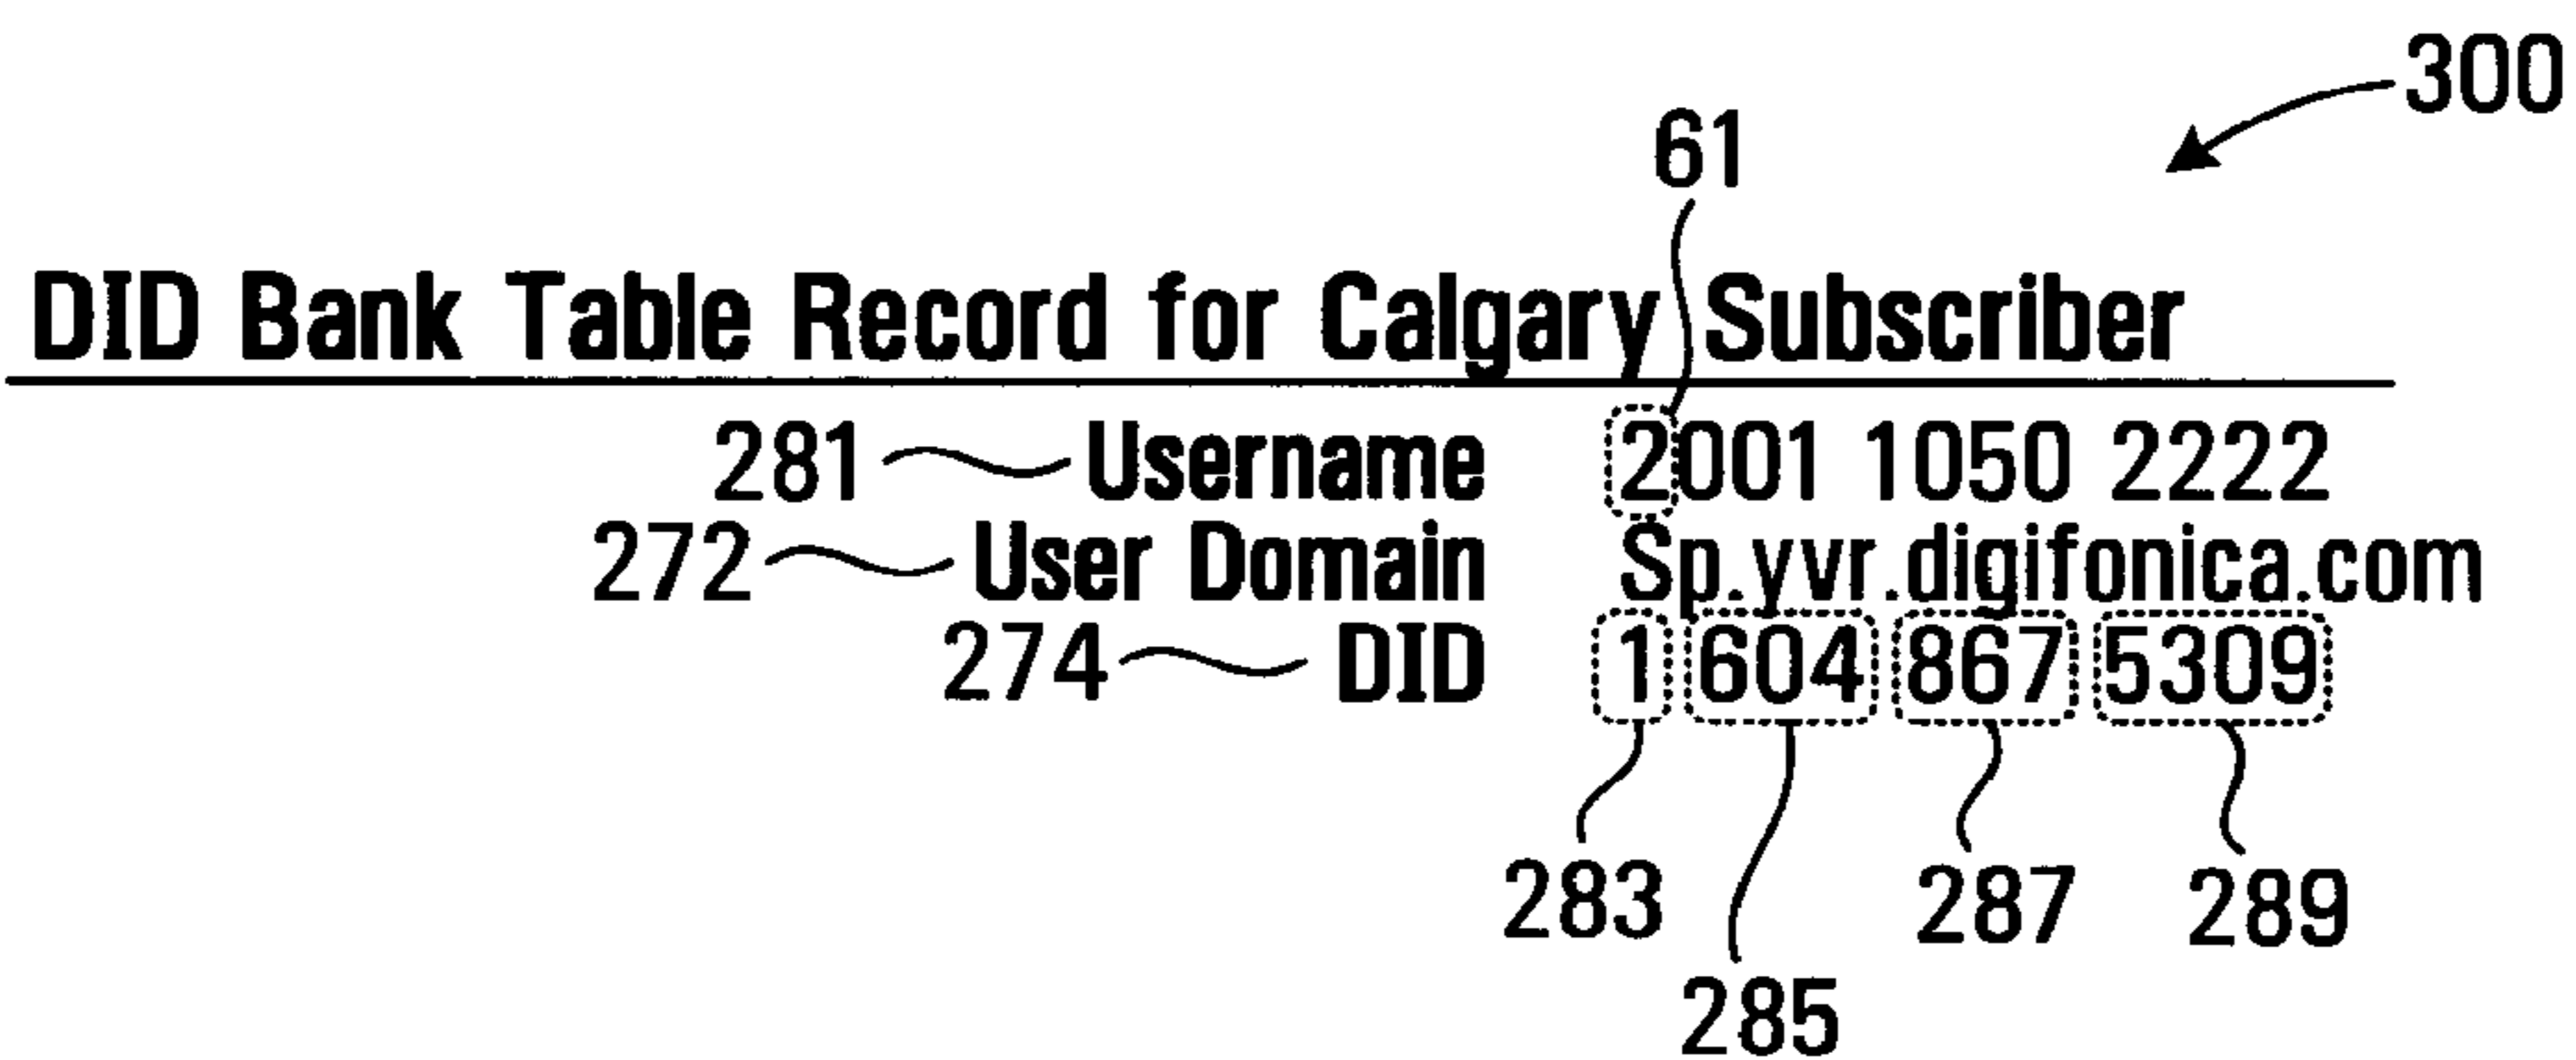 300
61
DID Bank Table Record for Calgary Subscriber
281 Username 2001 1050 2222
272 User Domain Sp.yvr.digifonica.com
274 DID 1 604 867 5309
283 287 289
285